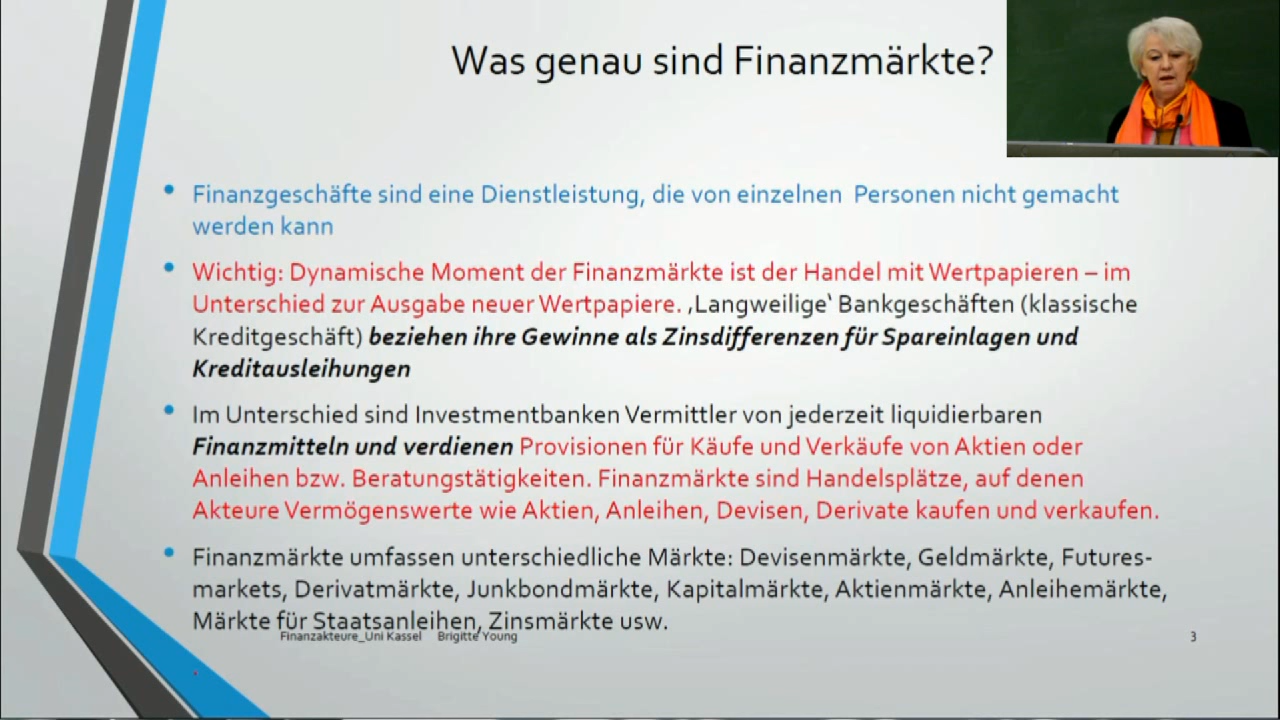 Was genau sind Finanzmärkte?
Finanzgeschäfte sind eine Dienstleistung, die von einzelnen Personen nicht gemacht
werden kann
Wichtig: Dynamische Moment der Finanzmärkte ist der Handel mit Wertpapieren – im
Unterschied zur Ausgabe neuer Wertpapiere. ‚Langweilige‛ Bankgeschäften (klassische
Kreditgeschäft) beziehen ihre Gewinne als Zinsdifferenzen für Spareinlagen und
Kreditausleihungen
Im Unterschied sind Investmentbanken Vermittler von jederzeit liquidierbaren
Finanzmitteln und verdienen Provisionen für Käufe und Verkäufe von Aktien oder
Anleihen bzw. Beratungstätigkeiten. Finanzmärkte sind Handelsplätze, auf denen
Akteure Vermögenswerte wie Aktien, Anleihen, Devisen, Derivate kaufen und verkaufen.
Finanzmärkte umfassen unterschiedliche Märkte: Devisenmärkte, Geldmärkte, Futures-
markets, Derivatmärkte, Junkbondmärkte, Kapitalmärkte, Aktienmärkte, Anleihemärkte,
Märkte für Staatsanleihen, Zinsmärkte usw.
Finanzakteure_Uni Kassel Brigitte Young
3